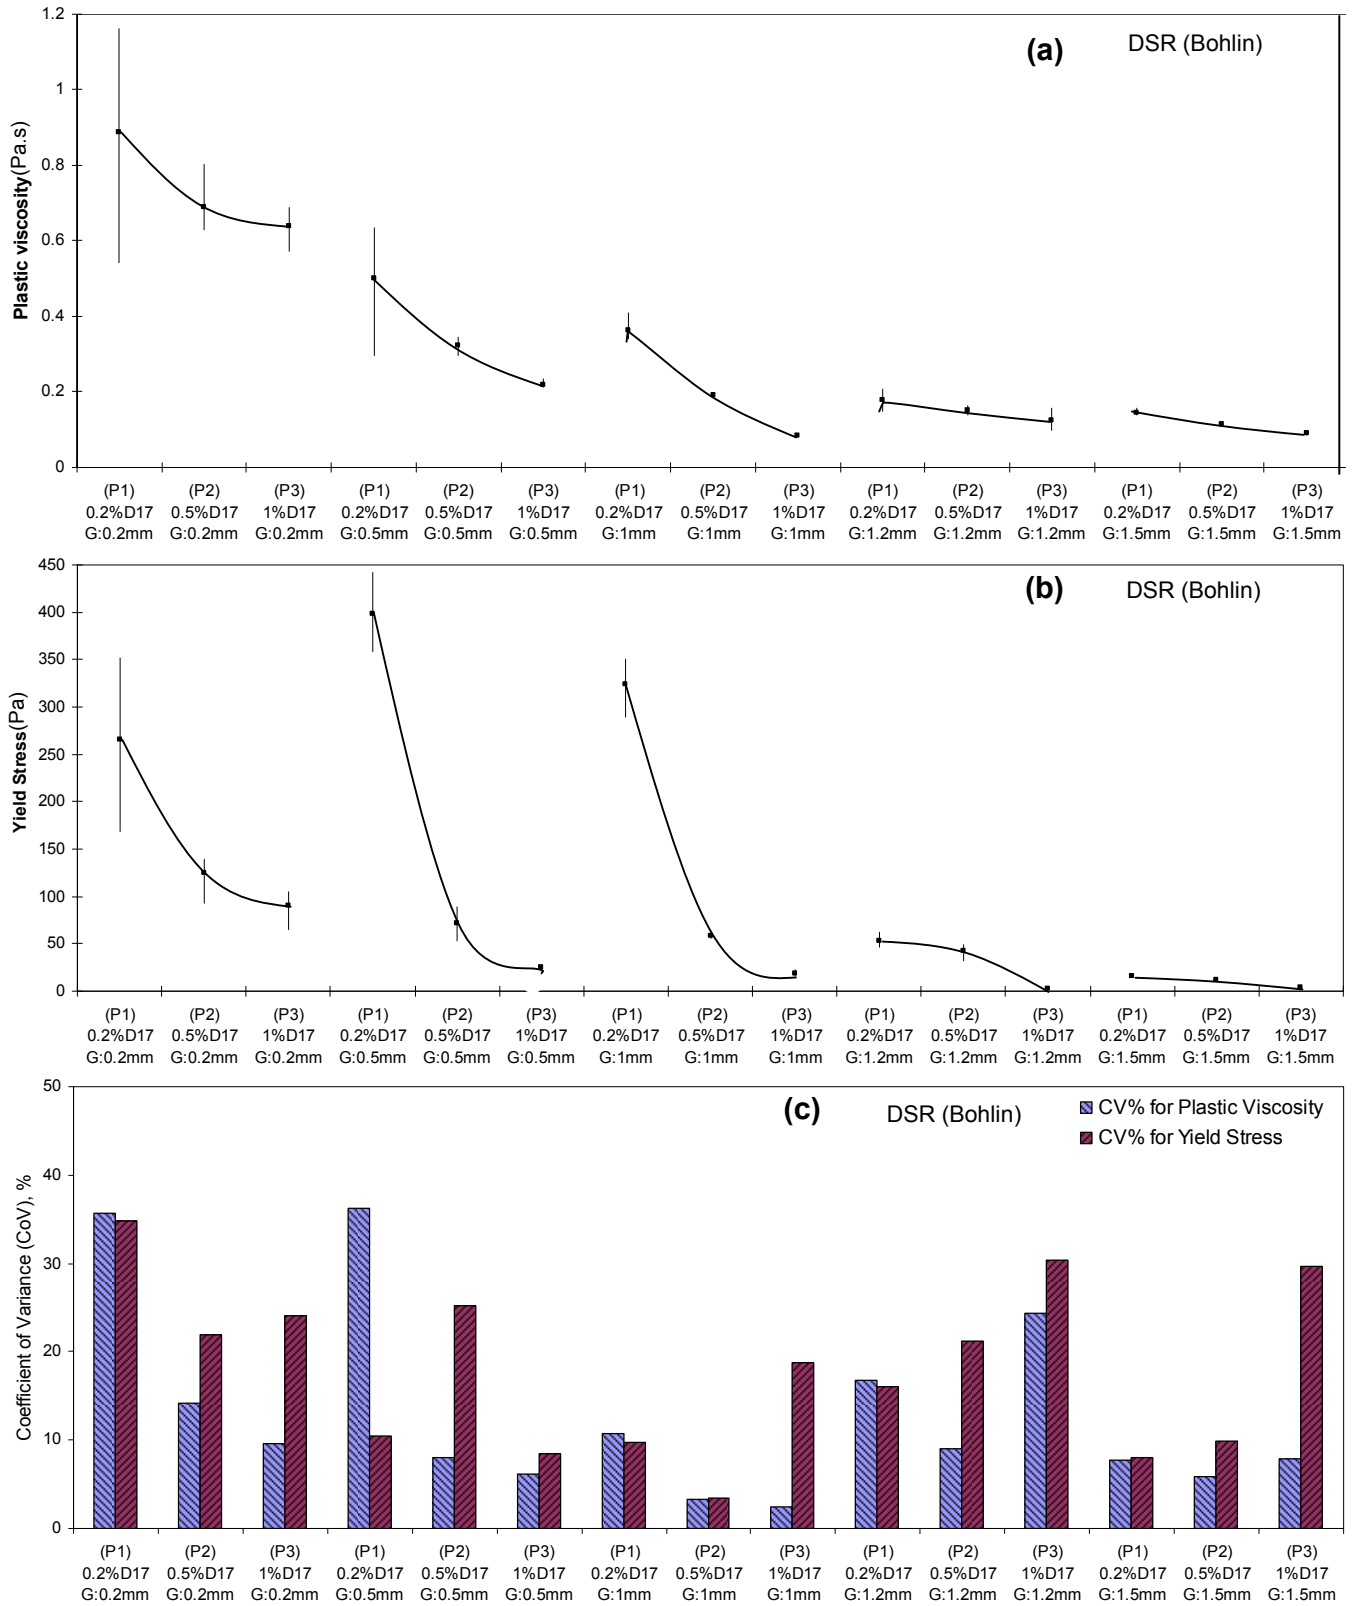 1.2
(a)
DSR (Bohlin)
1
0.8
0.6
0.4
0.2
0
Plastic viscosity(Pa.s)
(P1) (P2) (P3) (P1) (P2) (P3) (P1) (P2) (P3) (P1) (P2) (P3) (P1) (P2) (P3)
0.2%D17 0.5%D17 1%D17 0.2%D17 0.5%D17 1%D17 0.2%D17 0.5%D17 1%D17 0.2%D17 0.5%D17 1%D17 0.2%D17 0.5%D17 1%D17
G:0.2mm G:0.2mm G:0.2mm G:0.5mm G:0.5mm G:0.5mm G:1mm G:1mm G:1mm G:1.2mm G:1.2mm G:1.2mm G:1.5mm G:1.5mm G:1.5mm
450
(b)
DSR (Bohlin)
400
350
300
250
200
150
100
50
0
Yield Stress(Pa)
(P1) (P2) (P3) (P1) (P2) (P3) (P1) (P2) (P3) (P1) (P2) (P3) (P1) (P2) (P3)
0.2%D17 0.5%D17 1%D17 0.2%D17 0.5%D17 1%D17 0.2%D17 0.5%D17 1%D17 0.2%D17 0.5%D17 1%D17 0.2%D17 0.5%D17 1%D17
G:0.2mm G:0.2mm G:0.2mm G:0.5mm G:0.5mm G:0.5mm G:1mm G:1mm G:1mm G:1.2mm G:1.2mm G:1.2mm G:1.5mm G:1.5mm G:1.5mm
50
(c)
DSR (Bohlin)
CV% for Plastic Viscosity
CV% for Yield Stress
40
30
20
10
0
Coefficient of Variance (CoV), %
(P1) (P2) (P3) (P1) (P2) (P3) (P1) (P2) (P3) (P1) (P2) (P3) (P1) (P2) (P3)
0.2%D17 0.5%D17 1%D17 0.2%D17 0.5%D17 1%D17 0.2%D17 0.5%D17 1%D17 0.2%D17 0.5%D17 1%D17 0.2%D17 0.5%D17 1%D17
G:0.2mm G:0.2mm G:0.2mm G:0.5mm G:0.5mm G:0.5mm G:1mm G:1mm G:1mm G:1.2mm G:1.2mm G:1.2mm G:1.5mm G:1.5mm G:1.5mm